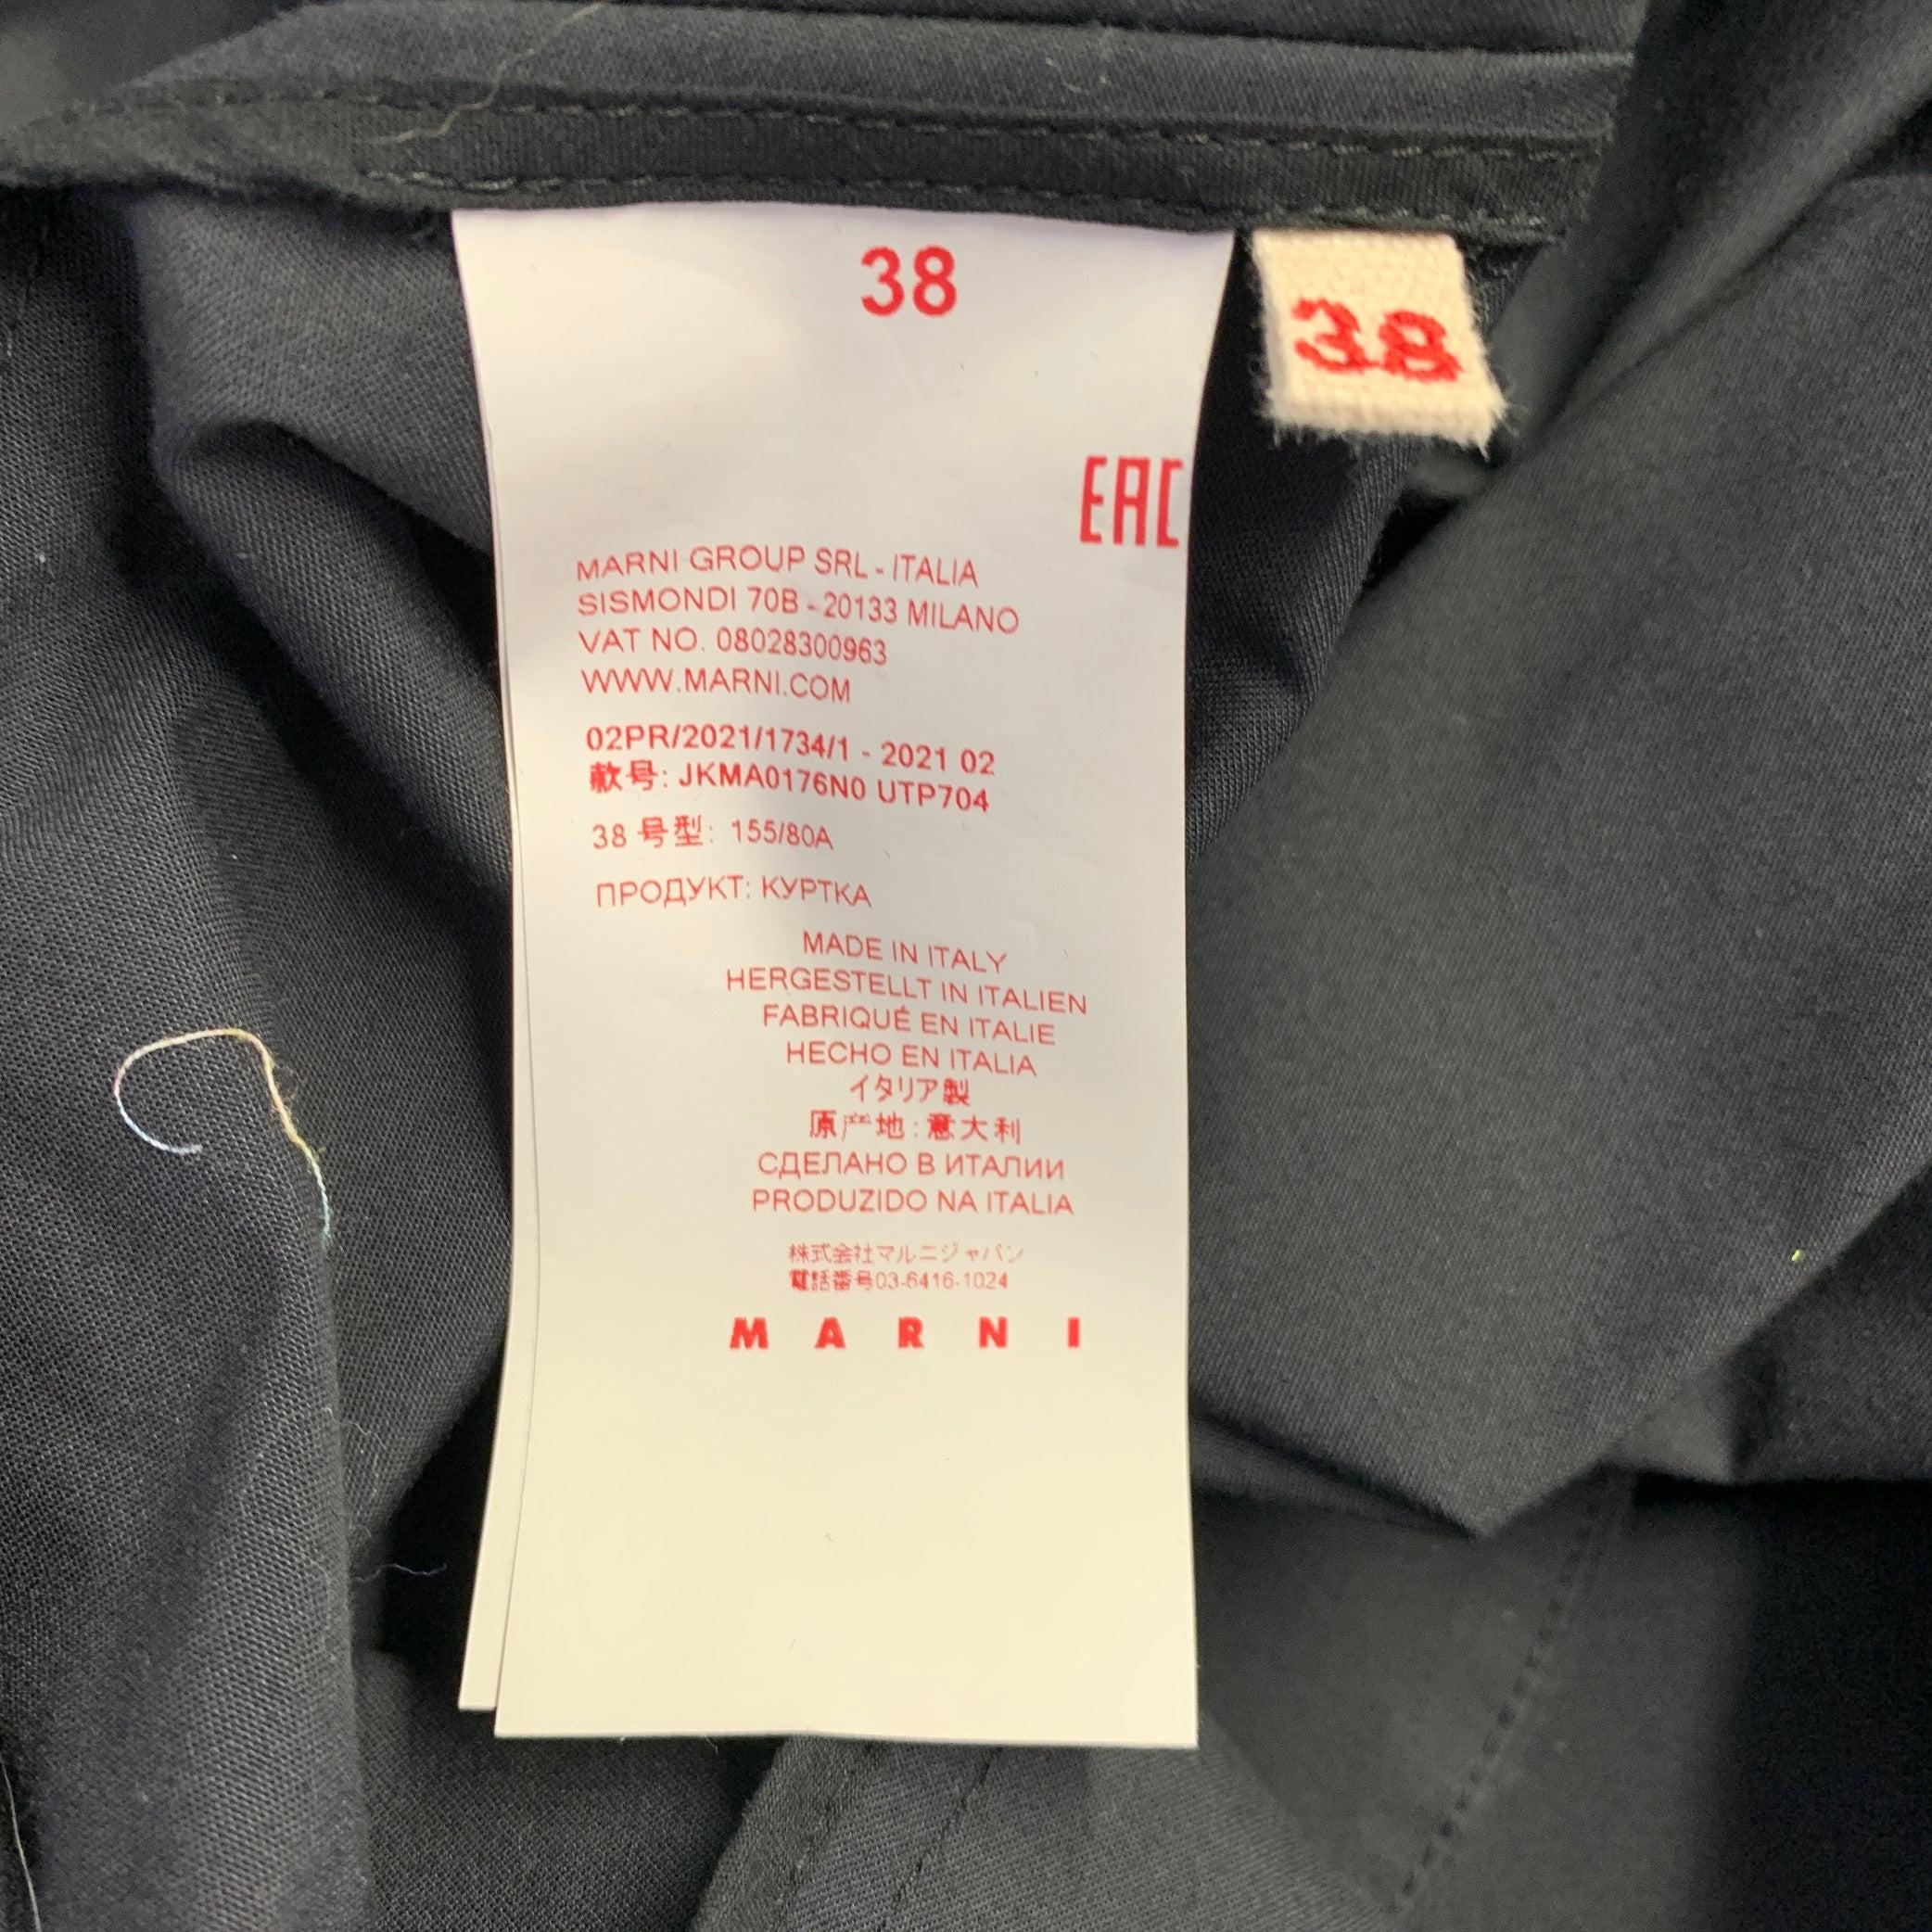 38
38
EAC
MARNI GROUP SRL - ITALIA
SISMONDI 70B - 20133 MILANO
VAT NO. 08028300963
WWW.MARNI.COM
02PR/2021/1734/1 - 2021 02
款号: JKMA0176N0 UTP704
38 号型: 155/80A
ПРОДУКТ: КУРТКА
MADE IN ITALY
HERGESTELLT IN ITALIEN
FABRIQUÉ EN ITALIE
HECHO EN ITALIA
イタリア製
原产地:意大利
СДЕЛАНО В ИТАЛИИ
PRODUZIDO NA ITALIA
株式会社マルニジャパン
電話番号03-6416-1024
MARNI